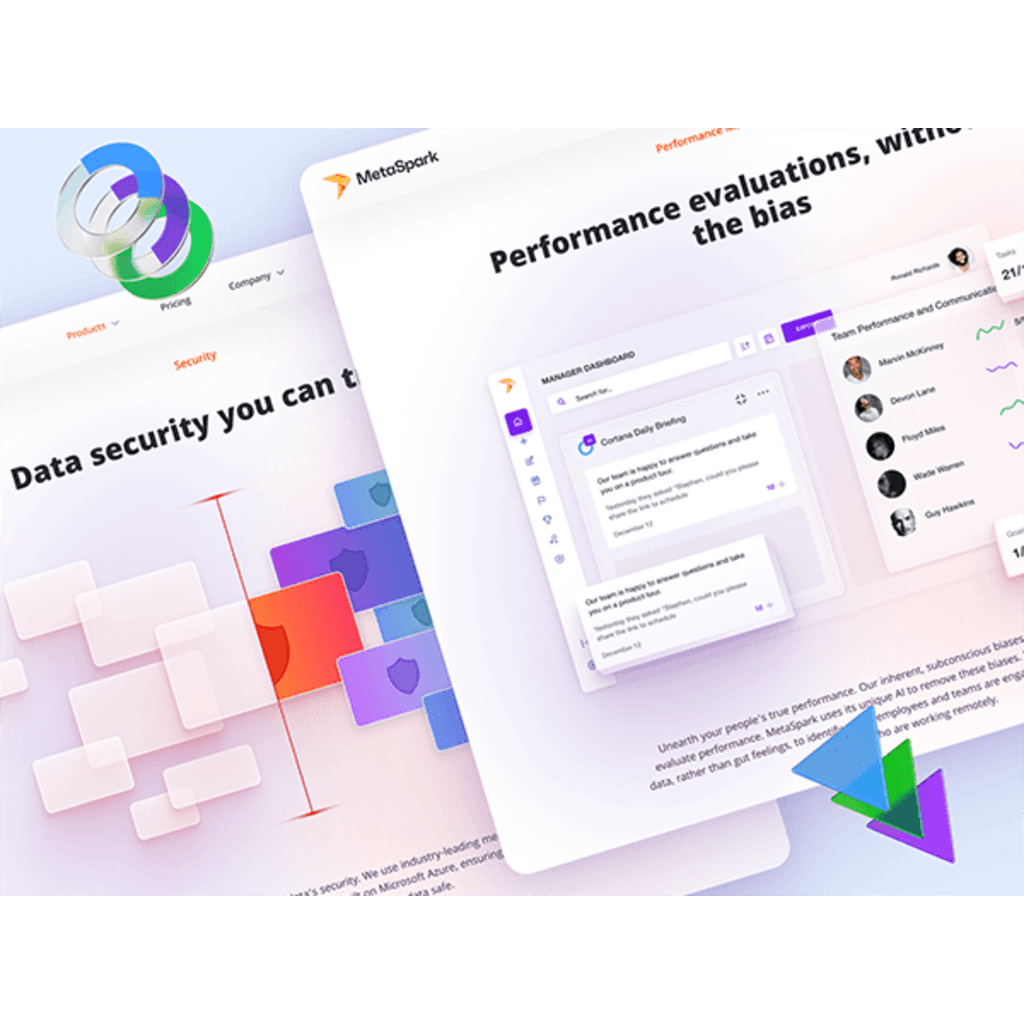 MetaSpark
Performance
Performance evaluations, without
the bias
Products
Pricing
Company
Security
Data security you can
Ronald Richards
Tasks
21/
MANAGER DASHBOARD
Search for...
Team Performance and Communication
Marvin McKinney
Devon Lane
Floyd Miles
Wade Warren
Guy Hawkins
Cortana Daily Briefing
Our team is happy to answer questions and take
you on a product tour.
Yesterday they asked "Stephen, could you please
share the link to schedule
December 12
Our team is happy to answer questions and take
you on a product tour.
Yesterday they asked "Stephen, could you please
share the link to schedule
December 12
Unearth your people's true performance. Our inherent, subconscious biases
evaluate performance. MetaSpark uses its unique AI to remove these biases.
data, rather than gut feelings, to identify employees and teams are
who are working remotely.
data's security. We use industry-leading
on Microsoft Azure, ensuring
data safe.